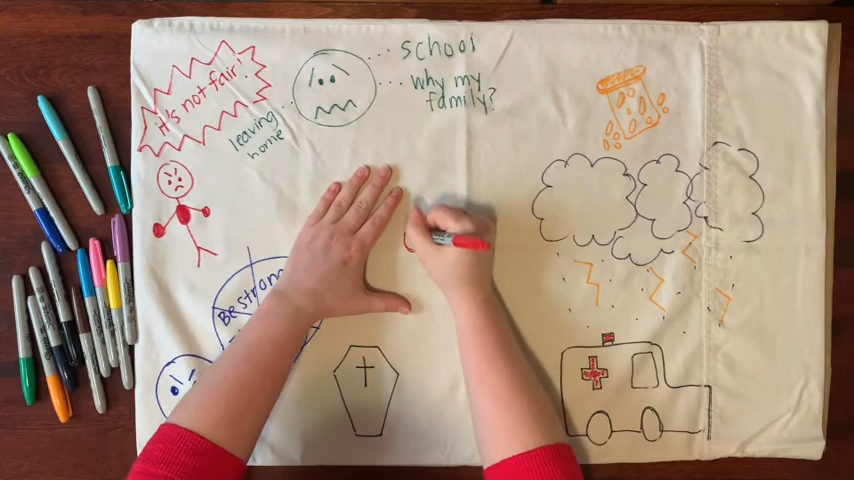 it's not fair!
school
why my
family?
leaving
home
Be strong